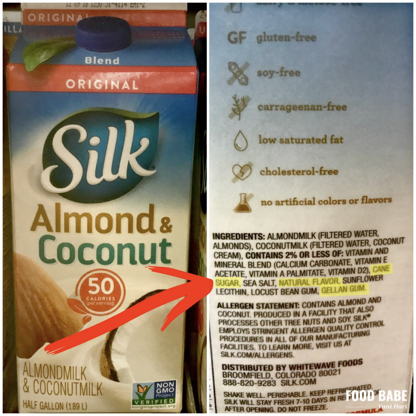 ORIGINAL
Blend
ORIGINAL
Silk
Almond &
Coconut
50
CALORIES
ALMONDMILK
& COCONUTMILK
HALF GALLON (1.89 L)
NON
GMO
Project
VERIFIED
GF gluten-free
soy-free
carrageenan-free
low saturated fat
cholesterol-free
no artificial colors or flavors
INGREDIENTS: ALMONDMILK (FILTERED WATER,
ALMONDS), COCONUTMILK (FILTERED WATER, COCONUT
CREAM), CONTAINS 2% OR LESS OF: VITAMIN AND
MINERAL BLEND (CALCIUM CARBONATE, VITAMIN E
ACETATE, VITAMIN A PALMITATE, VITAMIN D2), CANE
SUGAR, SEA SALT, NATURAL FLAVOR, SUNFLOWER
LECITHIN, LOCUST BEAN GUM, GELLAN GUM.
ALLERGEN STATEMENT: CONTAINS ALMOND AND
COCONUT. PRODUCED IN A FACILITY THAT ALSO
PROCESSES OTHER TREE NUTS AND SOY. SILK®
EMPLOYS STRINGENT ALLERGEN QUALITY CONTROL
PROCEDURES IN ALL OF OUR MANUFACTURING
FACILITIES. TO LEARN MORE, VISIT US AT
SILK.COM/ALLERGENS.
DISTRIBUTED BY WHITEWAVE FOODS
BROOMFIELD, COLORADO 80021
888-820-9283 SILK.COM
SHAKE WELL. PERISHABLE. KEEP REFRIGERATED.
SILK WILL STAY FRESH 7-10 DAYS IN
AFTER OPENING. DO NOT FREEZE.
FOOD BABE